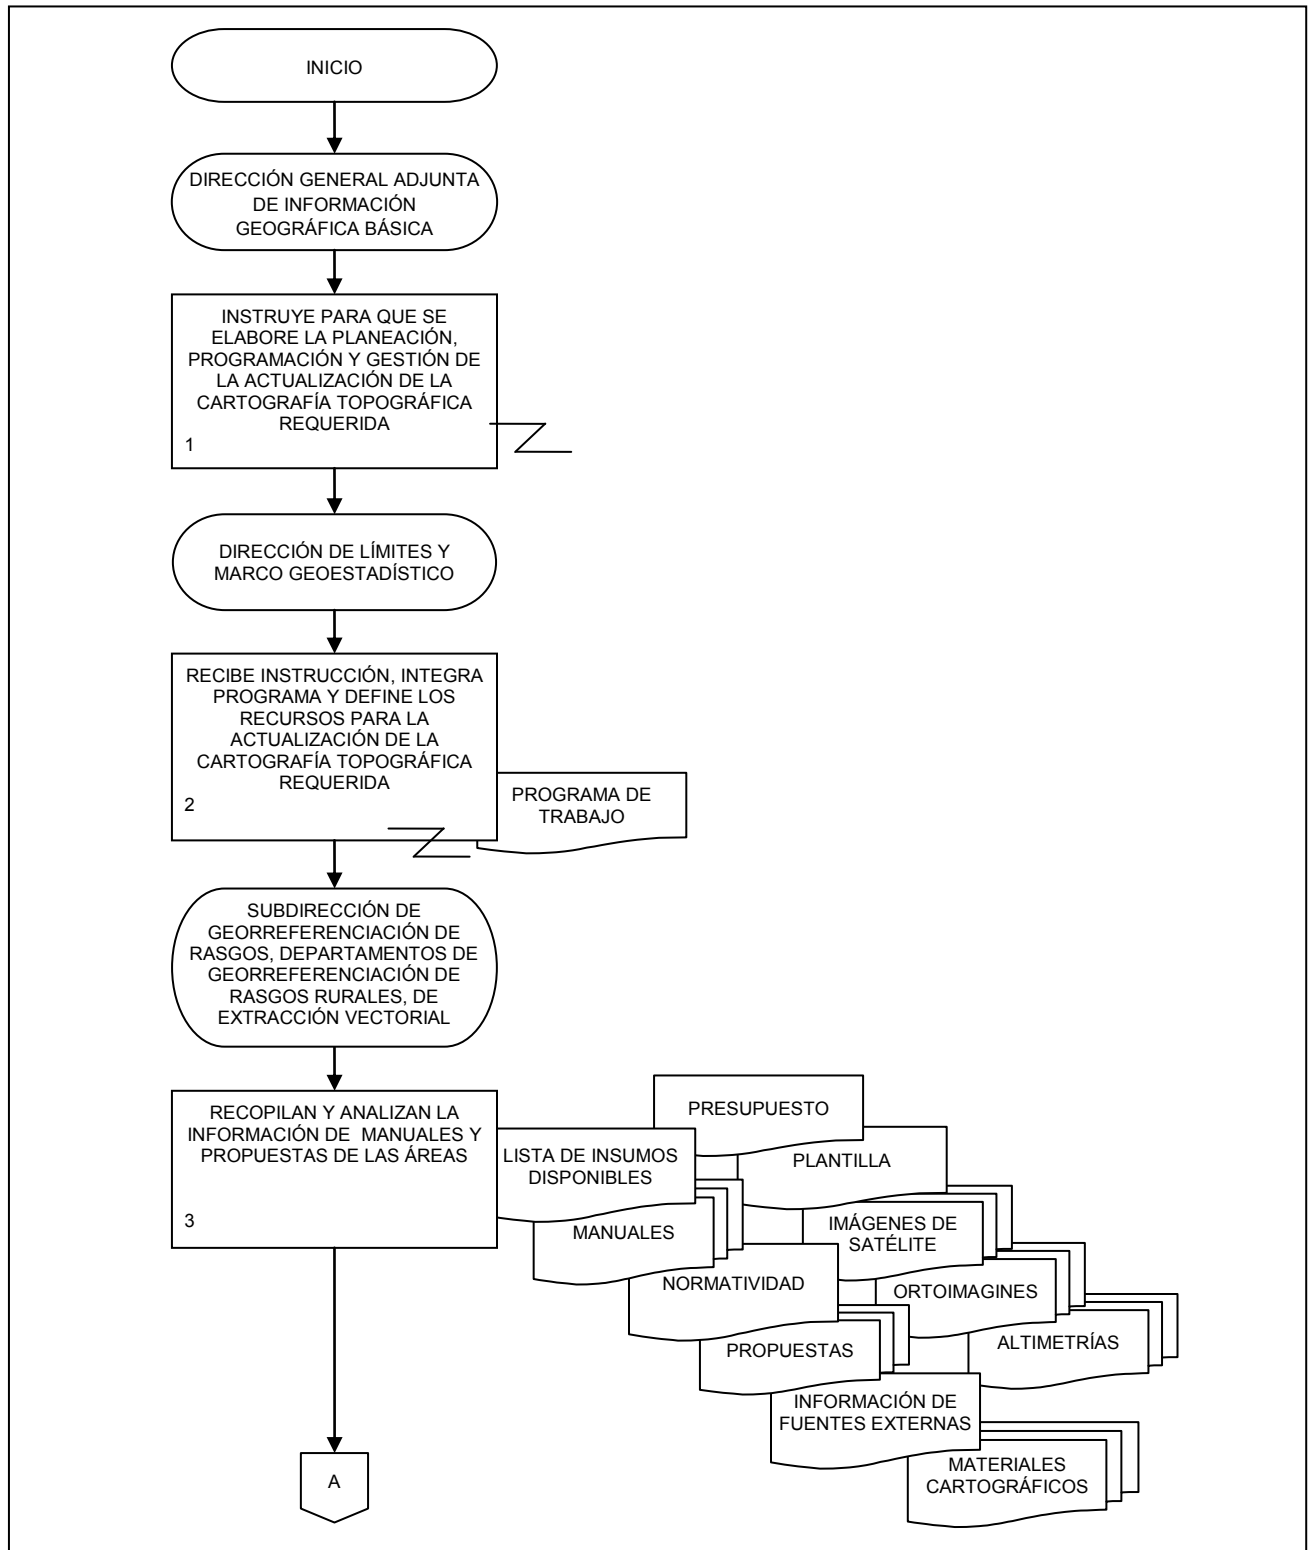 INICIO
DIRECCIÓN GENERAL ADJUNTA
DE INFORMACIÓN
GEOGRÁFICA BÁSICA
INSTRUYE PARA QUE SE
ELABORE LA PLANEACIÓN,
PROGRAMACIÓN Y GESTIÓN DE
LA ACTUALIZACIÓN DE LA
CARTOGRAFÍA TOPOGRÁFICA
REQUERIDA
1
DIRECCIÓN DE LÍMITES Y
MARCO GEOESTADÍSTICO
RECIBE INSTRUCCIÓN, INTEGRA
PROGRAMA Y DEFINE LOS
RECURSOS PARA LA
ACTUALIZACIÓN DE LA
CARTOGRAFÍA TOPOGRÁFICA
REQUERIDA
2
PROGRAMA DE
TRABAJO
SUBDIRECCIÓN DE
GEORREFERENCIACIÓN DE
RASGOS, DEPARTAMENTOS DE
GEORREFERENCIACIÓN DE
RASGOS RURALES, DE
EXTRACCIÓN VECTORIAL
RECOPILAN Y ANALIZAN LA
INFORMACIÓN DE MANUALES Y
PROPUESTAS DE LAS ÁREAS
3
PRESUPUESTO
LISTA DE INSUMOS
DISPONIBLES
PLANTILLA
MANUALES
IMÁGENES DE
SATÉLITE
NORMATIVIDAD
ORTOIMAGINES
PROPUESTAS
ALTIMETRÍAS
INFORMACIÓN DE
FUENTES EXTERNAS
MATERIALES
CARTOGRÁFICOS
A